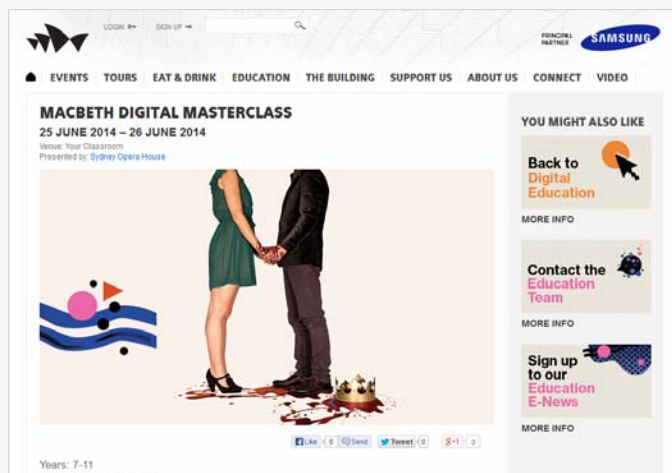 LOGIN
SIGN UP
PRINCIPAL
PARTNER
SAMSUNG
EVENTS TOURS EAT & DRINK EDUCATION THE BUILDING SUPPORT US ABOUT US CONNECT VIDEO
MACBETH DIGITAL MASTERCLASS
25 JUNE 2014 – 26 JUNE 2014
Venue: Your Classroom
Presented by: Sydney Opera House
Like 0 Send Tweet 0 g+1 0
Years: 7-11
YOU MIGHT ALSO LIKE
Back to
Digital
Education
MORE INFO
Contact the
Education
Team
MORE INFO
Sign up
to our
Education
E-News
MORE INFO